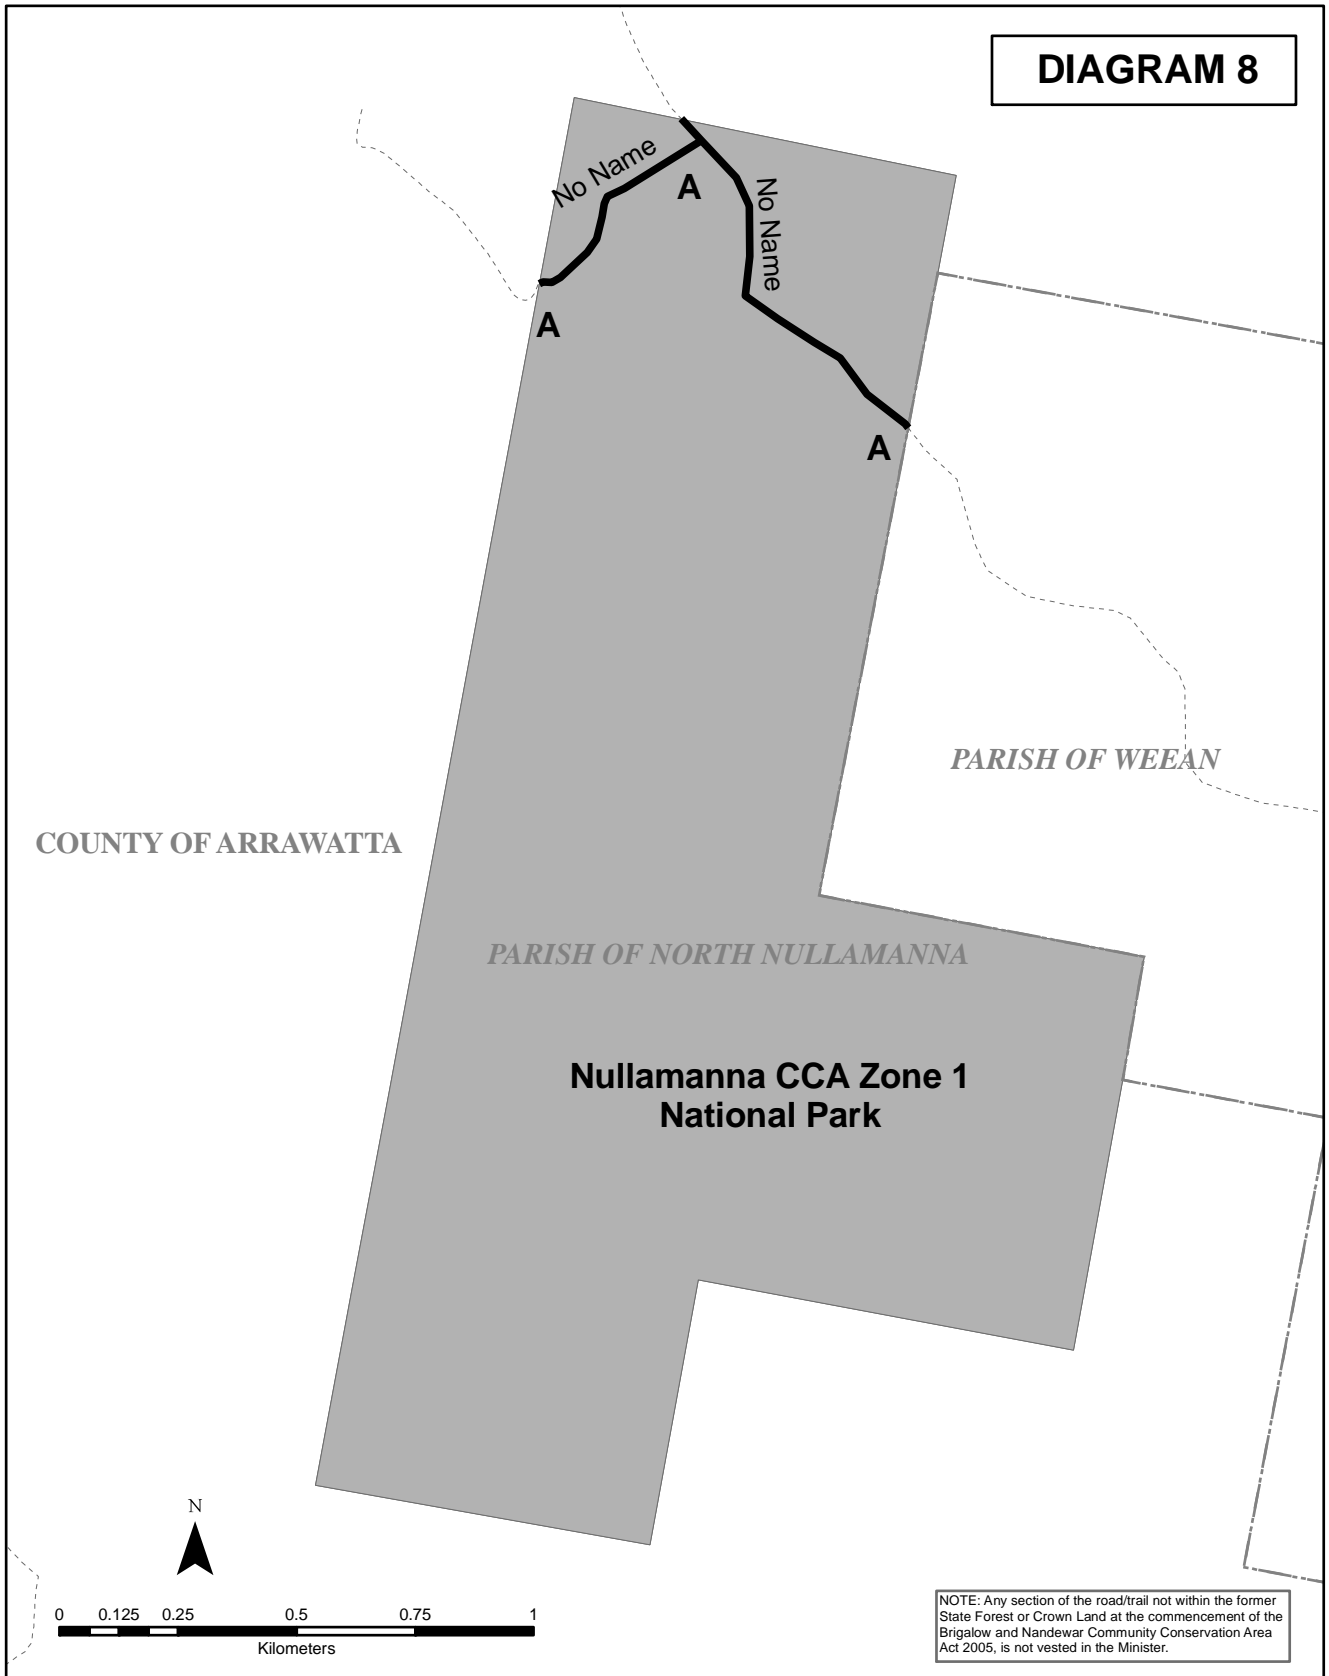 DIAGRAM 8
No Name
A
No Name
A
A
PARISH OF WEEAN
COUNTY OF ARRAWATTA
PARISH OF NORTH NULLAMANNA
Nullamanna CCA Zone 1
National Park
N
0 0.125 0.25 0.5 0.75 1
Kilometers
NOTE: Any section of the road/trail not within the former
State Forest or Crown Land at the commencement of the
Brigalow and Nandewar Community Conservation Area
Act 2005, is not vested in the Minister.